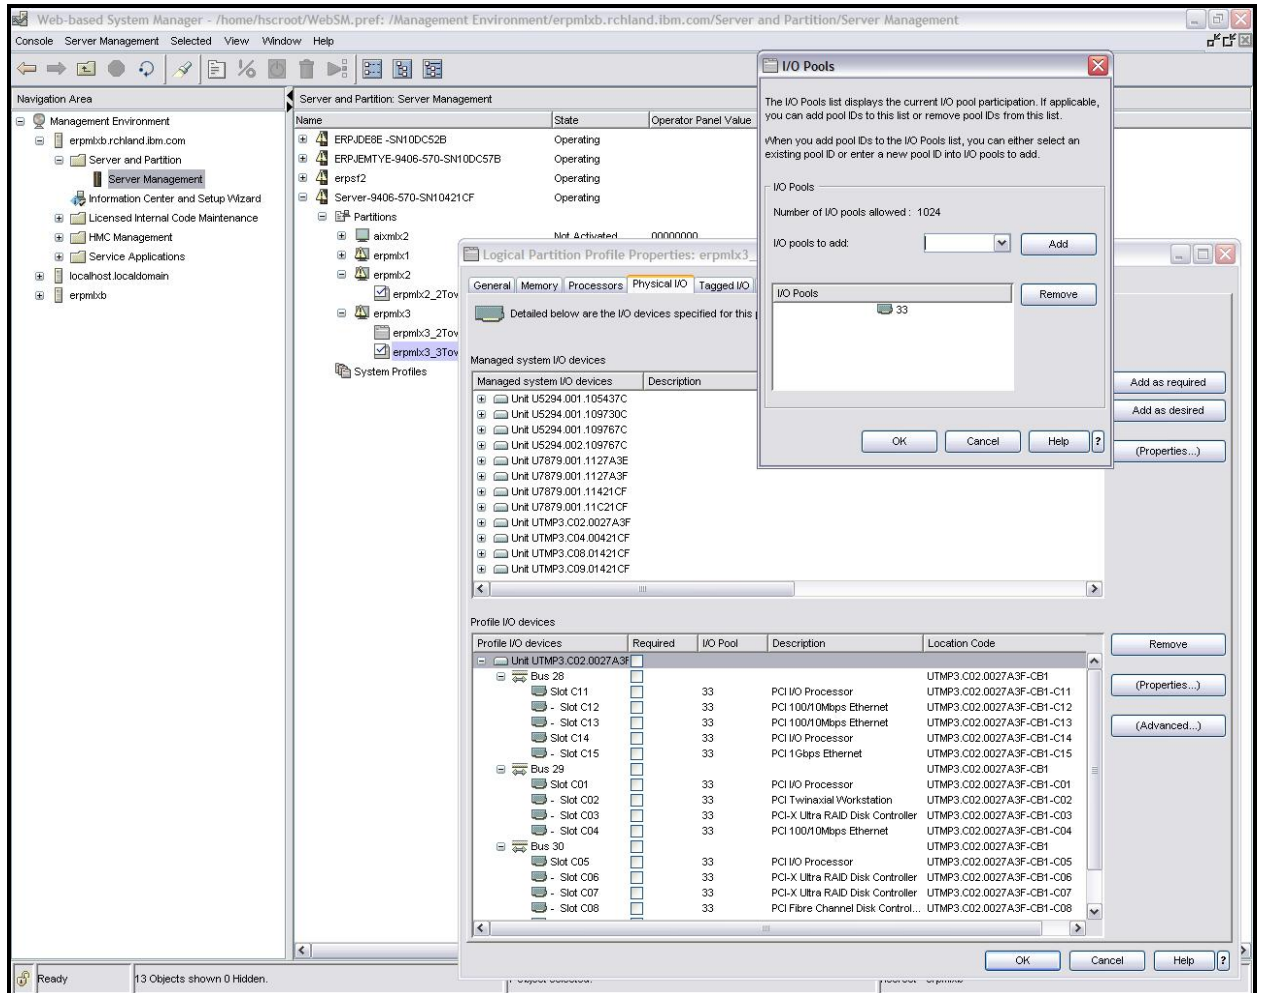 Web-based System Manager - /home/hscroot/WebSM.pref: /Management Environment/erpmlxb.rchland.ibm.com/Server and Partition/Server Management
Console Server Management Selected View Window Help
Navigation Area
Management Environment
erpmlxb.rchland.ibm.com
Server and Partition
Server Management
Information Center and Setup Wizard
Licensed Internal Code Maintenance
HMC Management
Service Applications
localhost.localdomain
erpmlxb
Server and Partition: Server Management
Name State Operator Panel Value
ERPJDE8E -SN10DC52B Operating
ERPJEMTYE-9406-570-SN10DC57B Operating
erpsf2 Operating
Server-9406-570-SN10421CF Operating
Partitions
aixmlx2 Not Activated 00000000
erpmlx1
erpmlx2
erpmlx2_2Tov
erpmlx3
erpmlx3_2Tov
erpmlx3_3Tov
System Profiles
I/O Pools
The I/O Pools list displays the current I/O pool participation. If applicable,
you can add pool IDs to this list or remove pool IDs from this list.
When you add pool IDs to the I/O Pools list, you can either select an
existing pool ID or enter a new pool ID into I/O pools to add.
I/O Pools
Number of I/O pools allowed : 1024
I/O pools to add: Add
I/O Pools Remove
33
OK Cancel Help ?
Logical Partition Profile Properties: erpmlx3_
General Memory Processors Physical I/O Tagged I/O
Detailed below are the I/O devices specified for this
Managed system I/O devices
Managed system I/O devices Description
Unit U5294.001.105437C
Unit U5294.001.109730C
Unit U5294.001.109767C
Unit U5294.002.109767C
Unit U7879.001.1127A3E
Unit U7879.001.1127A3F
Unit U7879.001.11421CF
Unit U7879.001.11C21CF
Unit UTMP3.C02.0027A3F
Unit UTMP3.C04.00421CF
Unit UTMP3.C08.01421CF
Unit UTMP3.C09.01421CF
Add as required
Add as desired
(Properties...)
Profile I/O devices
Profile I/O devices Required I/O Pool Description Location Code
Unit UTMP3.C02.0027A3F
Bus 28 UTMP3.C02.0027A3F-CB1
Slot C11 33 PCI I/O Processor UTMP3.C02.0027A3F-CB1-C11
- Slot C12 33 PCI 100/10Mbps Ethernet UTMP3.C02.0027A3F-CB1-C12
- Slot C13 33 PCI 100/10Mbps Ethernet UTMP3.C02.0027A3F-CB1-C13
Slot C14 33 PCI I/O Processor UTMP3.C02.0027A3F-CB1-C14
- Slot C15 33 PCI 1Gbps Ethernet UTMP3.C02.0027A3F-CB1-C15
Bus 29 UTMP3.C02.0027A3F-CB1
Slot C01 33 PCI I/O Processor UTMP3.C02.0027A3F-CB1-C01
- Slot C02 33 PCI Twinaxial Workstation UTMP3.C02.0027A3F-CB1-C02
- Slot C03 33 PCI-X Ultra RAID Disk Controller UTMP3.C02.0027A3F-CB1-C03
- Slot C04 33 PCI 100/10Mbps Ethernet UTMP3.C02.0027A3F-CB1-C04
Bus 30 UTMP3.C02.0027A3F-CB1
Slot C05 33 PCI I/O Processor UTMP3.C02.0027A3F-CB1-C05
- Slot C06 33 PCI-X Ultra RAID Disk Controller UTMP3.C02.0027A3F-CB1-C06
- Slot C07 33 PCI-X Ultra RAID Disk Controller UTMP3.C02.0027A3F-CB1-C07
- Slot C08 33 PCI Fibre Channel Disk Control... UTMP3.C02.0027A3F-CB1-C08
Remove
(Properties...)
(Advanced...)
OK Cancel Help ?
Ready 13 Objects shown 0 Hidden.